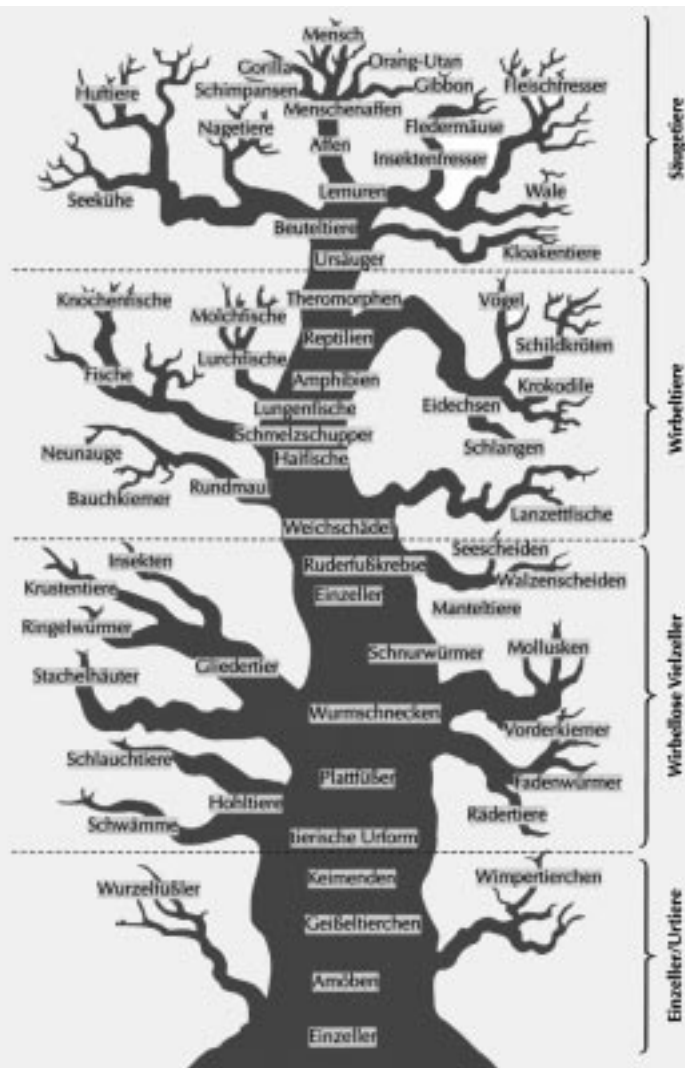 Mensch
Gorilla
Orang-Utan
Schimpansen
Gibbon
Fleischfresser
Huftiere
Menschenaffen
Nagetiere
Fledermäuse
Affen
Insektenfresser
Seekühe
Lemuren
Wale
Beuteltiere
Kloakentiere
Ursäuger
Säugetiere
Knochenfische
Theromorphen
Vögel
Molchfische
Reptilien
Schildkröten
Lurchfische
Fische
Amphibien
Krokodile
Lungenfische
Eidechsen
Schmelzschupper
Neunauge
Haifische
Schlangen
Bauchkiemer
Rundmaul
Lanzettfische
Weichschädel
Wirbeltiere
Seescheiden
Insekten
Ruderfußkrebse
Walzenscheiden
Krustentiere
Einzeller
Manteltiere
Ringelwürmer
Schnurwürmer
Mollusken
Gliedertier
Stachelhäuter
Wurmschnecken
Vorderkiemer
Schlauchtiere
Plattfüßer
Fadenwürmer
Hohltiere
Rädertiere
Schwämme
tierische Urform
Wirbellose Vielzeller
Wurzelfüßler
Keimenden
Wimpertierchen
Geißeltierchen
Amöben
Einzeller
Einzeller/Urtiere